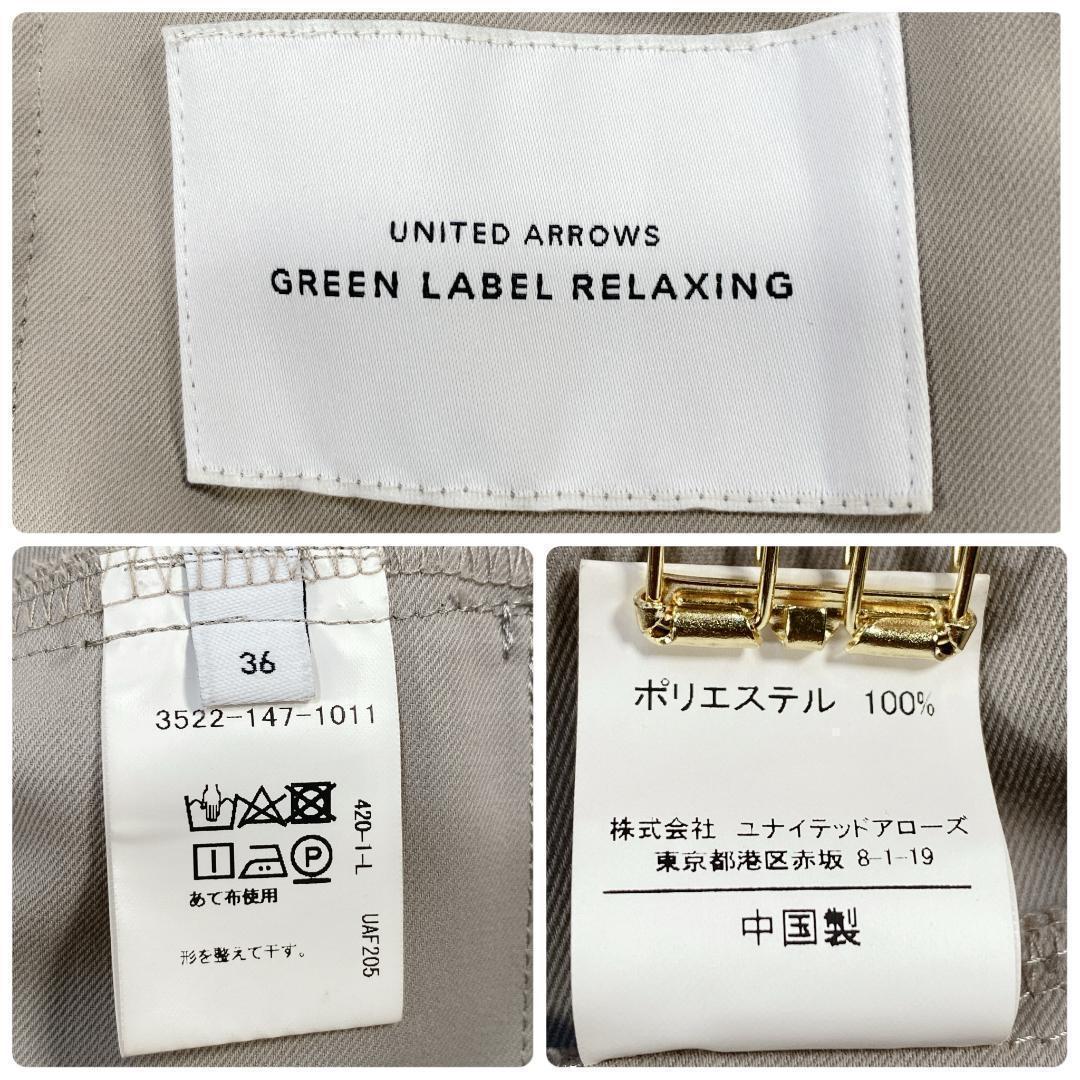 UNITED ARROWS
GREEN LABEL RELAXING
36
3522-147-1011
420-1-L
UAF205
P
あて布使用
形を整えて干す。
ポリエステル 100%
株式会社 ユナイテッドアローズ
東京都港区赤坂 8-1-19
中国製